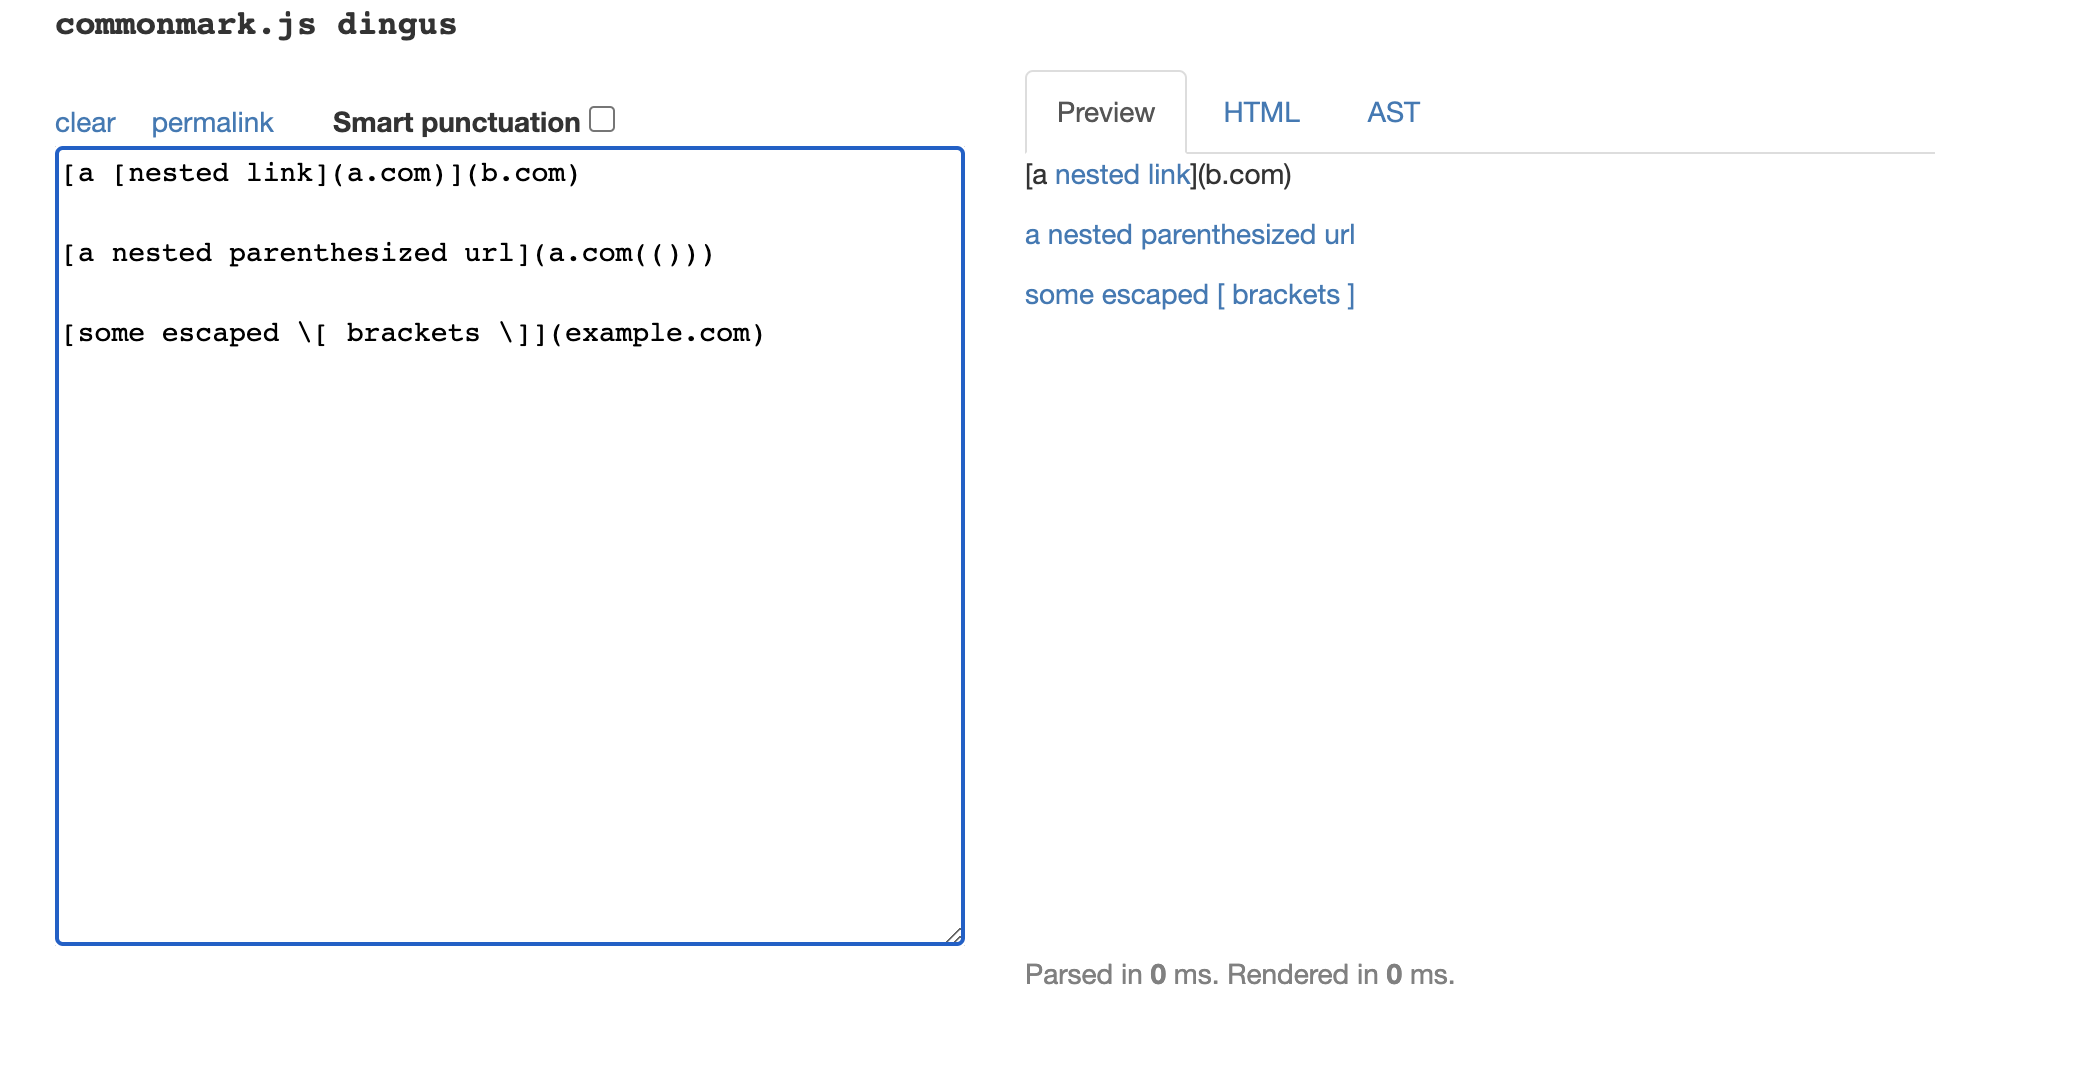 commonmark.js dingus
clear permalink Smart punctuation
[a [nested link](a.com)](b.com)
[a nested parenthesized url](a.com(()))
[some escaped \[ brackets \]](example.com)
Preview HTML AST
[a nested link](b.com)
a nested parenthesized url
some escaped [ brackets ]
Parsed in 0 ms. Rendered in 0 ms.